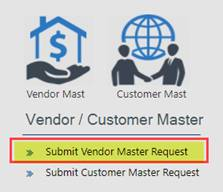 Vendor Mast Customer Mast
Vendor / Customer Master
» Submit Vendor Master Request
» Submit Customer Master Request